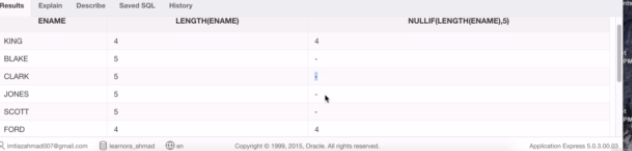 Results Explain Describe Saved SQL History
ENAME LENGTH(ENAME) NULLIF(LENGTH(ENAME),5)
KING 4 4
BLAKE 5 -
CLARK 5 -
JONES 5 -
SCOTT 5 -
FORD 4 4
imtiazahmad007@gmail.com learnora_ahmad en Copyright © 1999, 2015, Oracle. All rights reserved. Application Express 5.0.3.00.03